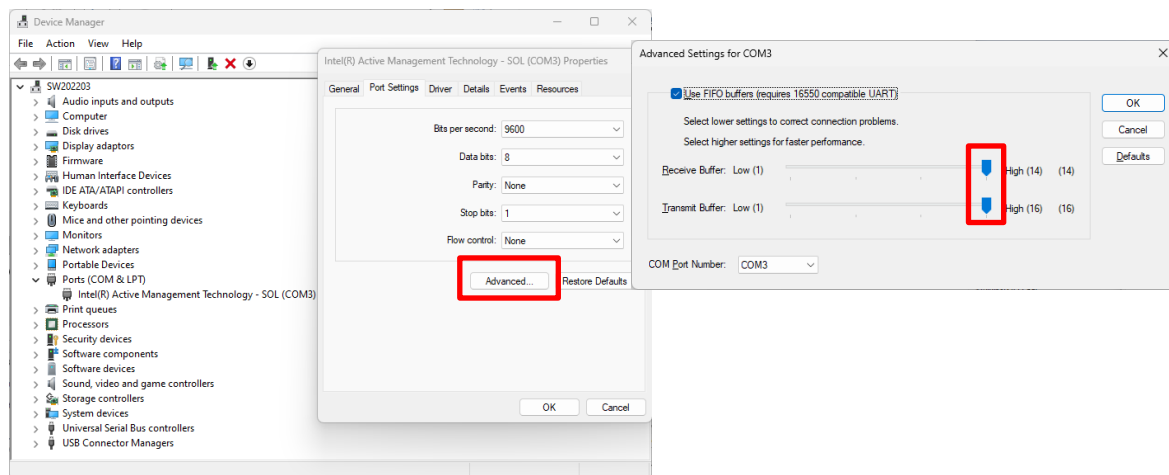 Device Manager
File Action View Help
SW202203
Audio inputs and outputs
Computer
Disk drives
Display adaptors
Firmware
Human Interface Devices
IDE ATA/ATAPI controllers
Keyboards
Mice and other pointing devices
Monitors
Network adapters
Portable Devices
Ports (COM & LPT)
Intel(R) Active Management Technology - SOL (COM3)
Print queues
Processors
Security devices
Software components
Software devices
Sound, video and game controllers
Storage controllers
System devices
Universal Serial Bus controllers
USB Connector Managers
Intel(R) Active Management Technology - SOL (COM3) Properties
General Port Settings Driver Details Events Resources
Bits per second: 9600
Data bits: 8
Parity: None
Stop bits: 1
Flow control: None
Advanced... Restore Defaults
OK Cancel
Advanced Settings for COM3
Use FIFO buffers (requires 16550 compatible UART)
OK
Select lower settings to correct connection problems.
Cancel
Select higher settings for faster performance.
Defaults
Receive Buffer: Low (1) High (14) (14)
Transmit Buffer: Low (1) High (16) (16)
COM Port Number: COM3